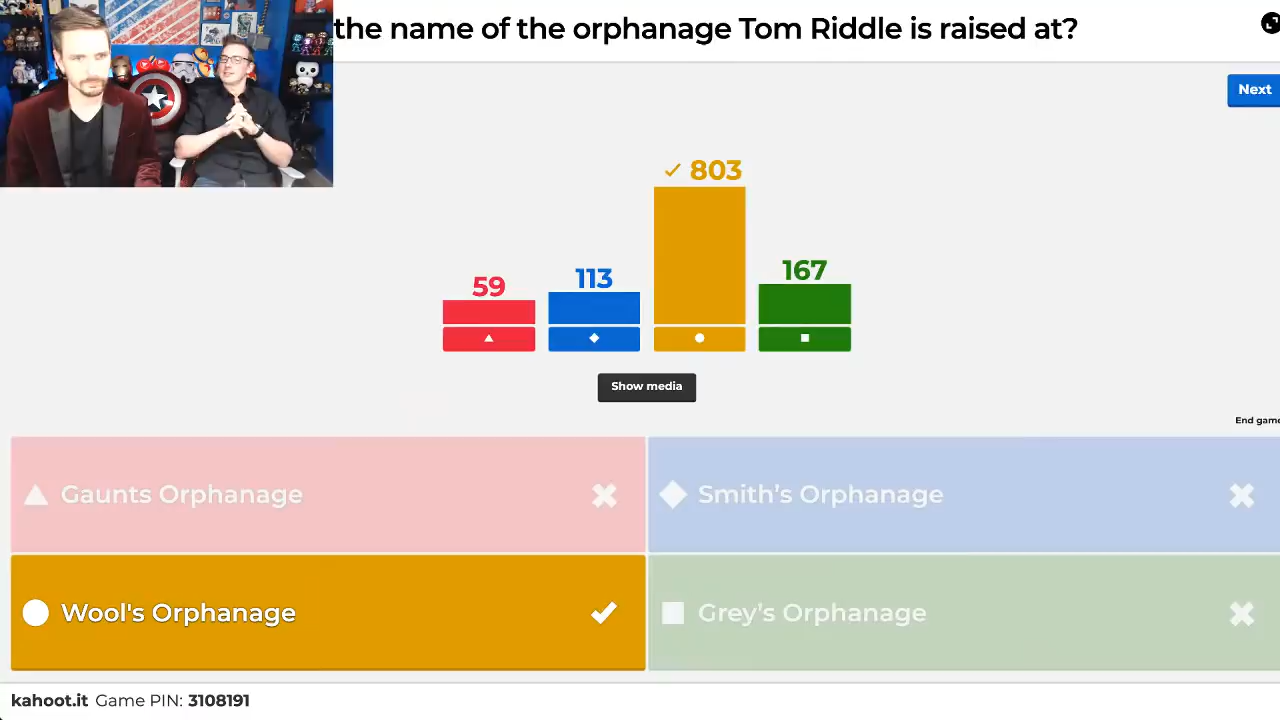 the name of the orphanage Tom Riddle is raised at?
Next
59
113
803
167
Show media
End game
Gaunts Orphanage
Smith’s Orphanage
Wool's Orphanage
Grey’s Orphanage
kahoot.it Game PIN: 3108191